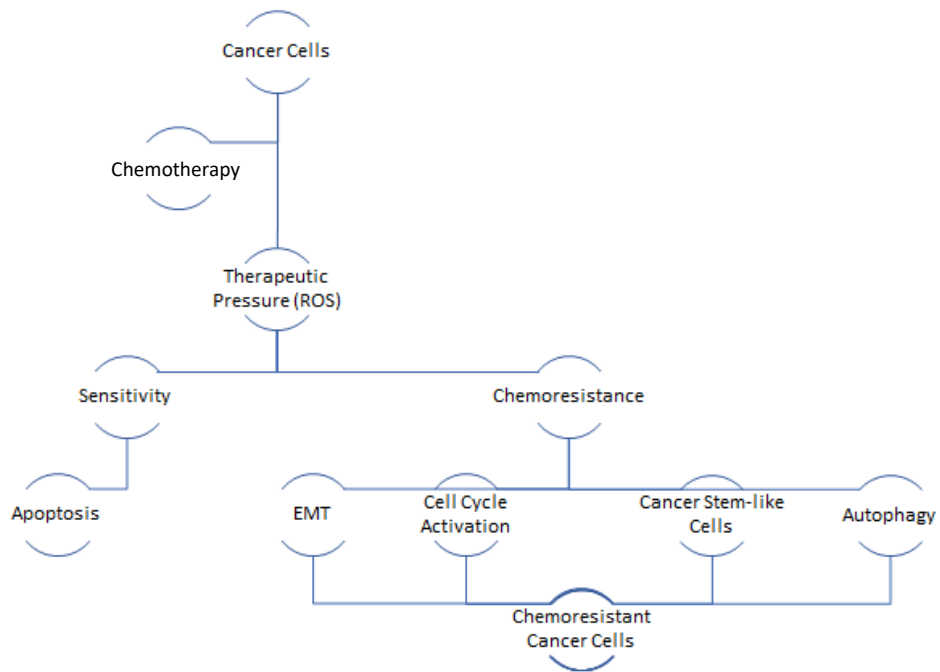 Cancer Cells
Chemotherapy
Therapeutic
Pressure (ROS)
Sensitivity
Chemoresistance
Apoptosis
EMT
Cell Cycle
Activation
Cancer Stem-like
Cells
Autophagy
Chemoresistant
Cancer Cells